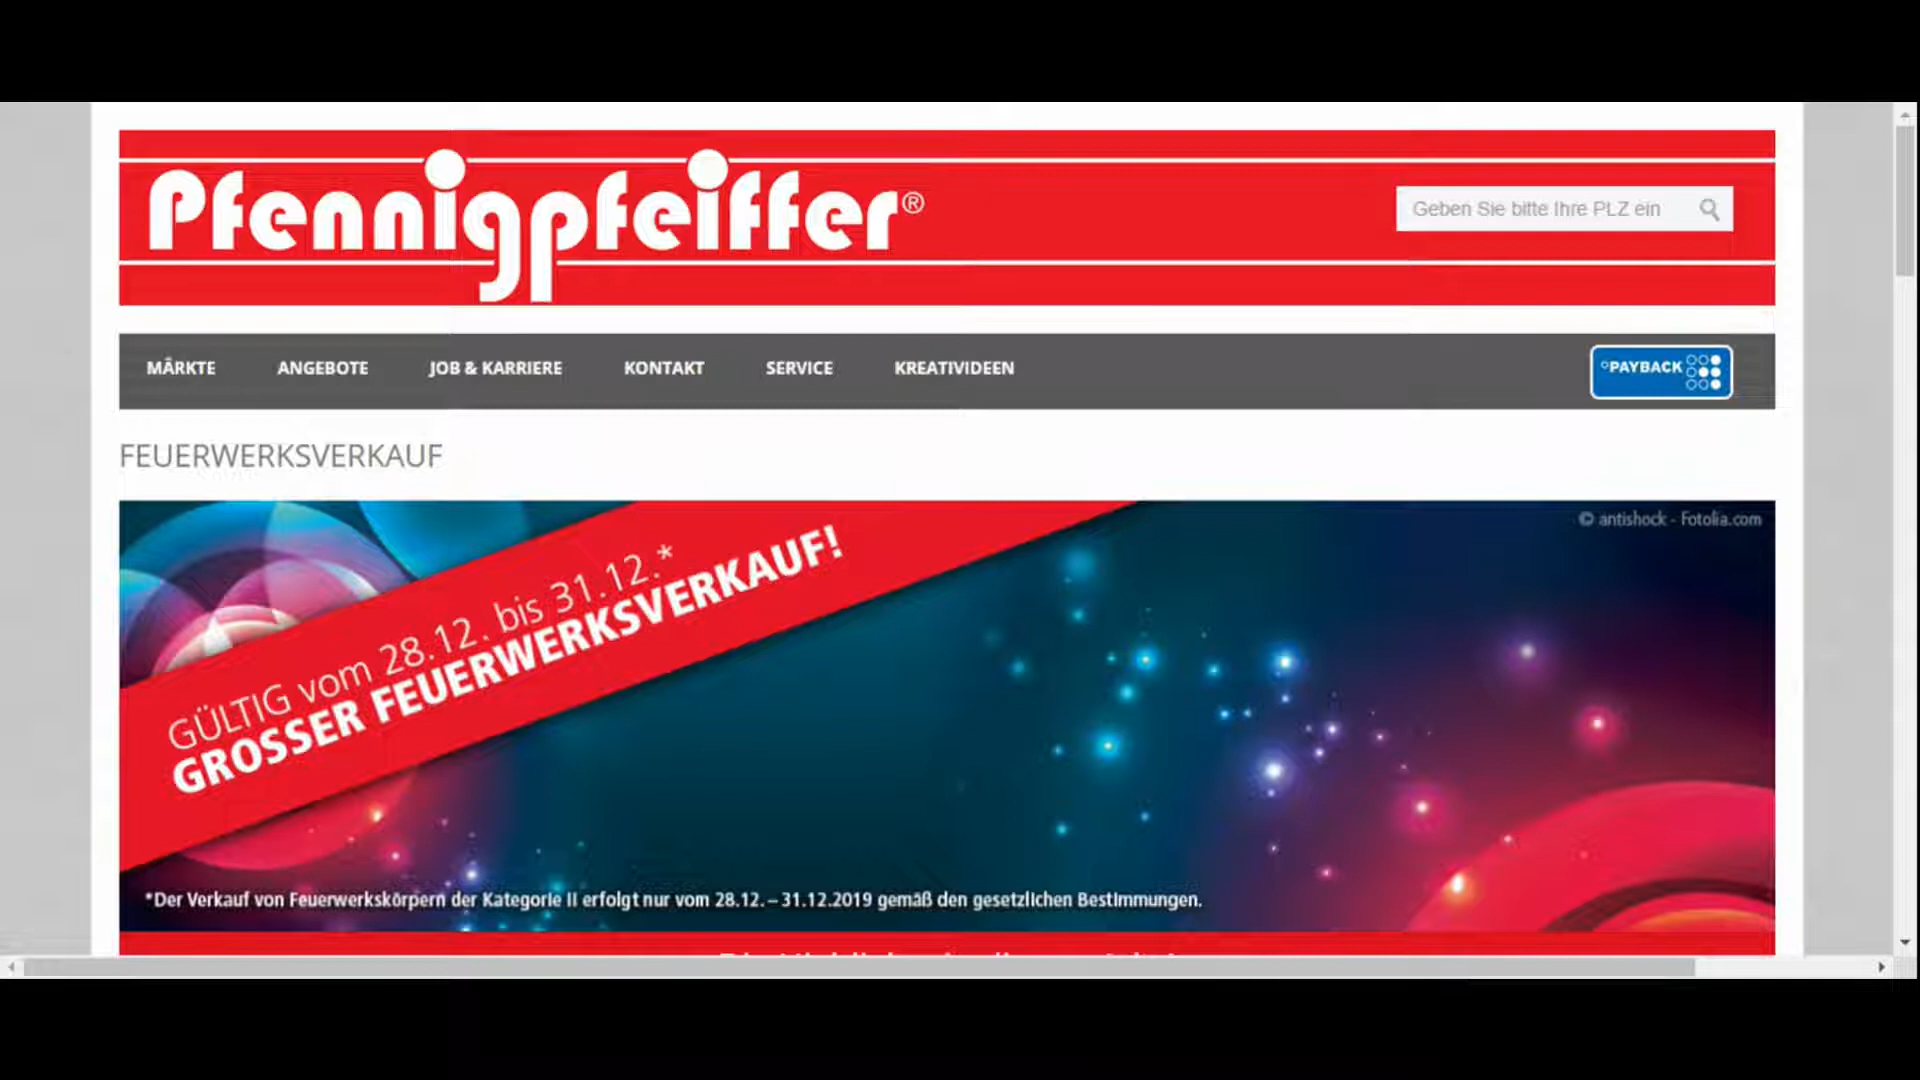 Pfennigpfeiffer®
Geben Sie bitte Ihre PLZ ein
MÄRKTE ANGEBOTE JOB & KARRIERE KONTAKT SERVICE KREATIVIDEEN
°PAYBACK
FEUERWERKSVERKAUF
© antishock - Fotolia.com
GÜLTIG vom 28.12. bis 31.12.*
GROSSER FEUERWERKSVERKAUF!
*Der Verkauf von Feuerwerkskörpern der Kategorie II erfolgt nur vom 28.12. – 31.12.2019 gemäß den gesetzlichen Bestimmungen.